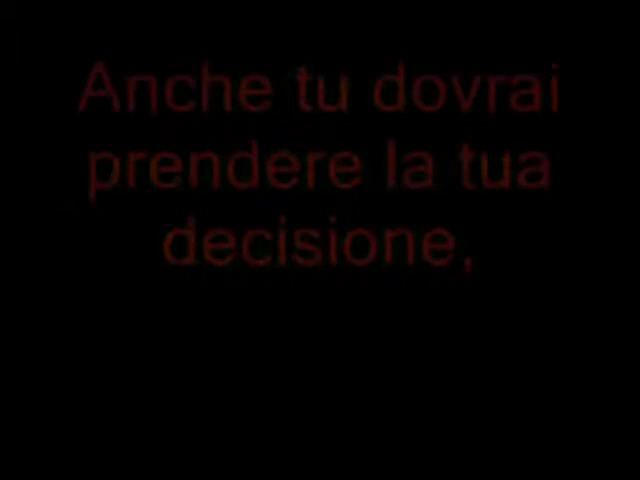 Anche tu dovrai
prendere la tua
decisione,